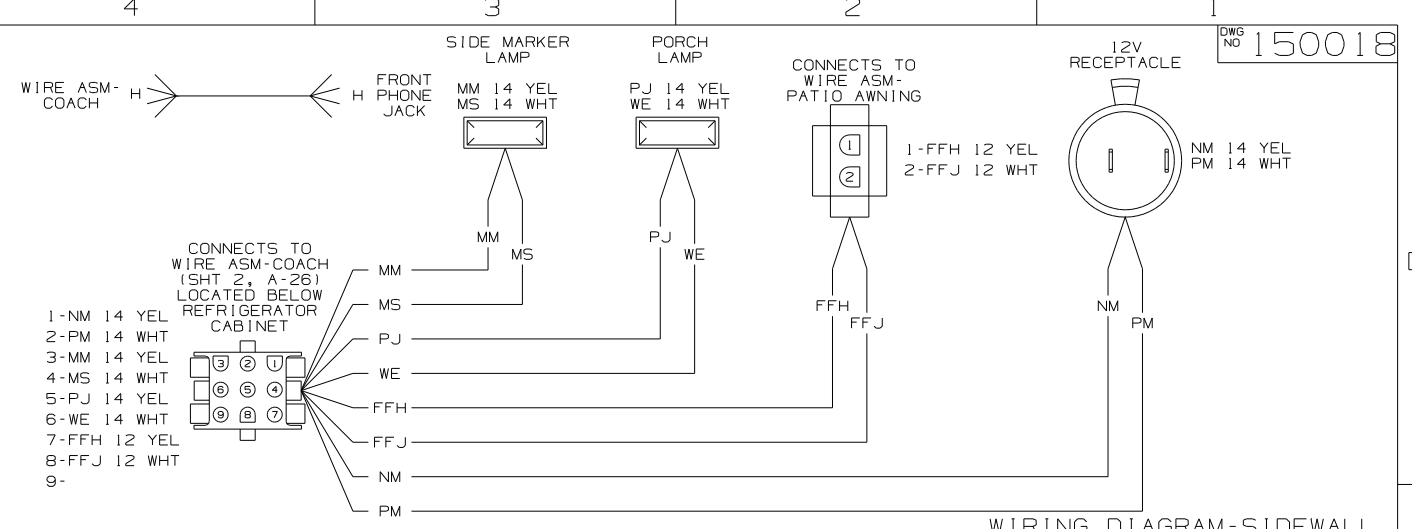 4 3 2 1
DWG NO 150018
WIRE ASM-
COACH
H
H
FRONT
PHONE
JACK
SIDE MARKER
LAMP
MM 14 YEL
MS 14 WHT
PORCH
LAMP
PJ 14 YEL
WE 14 WHT
CONNECTS TO
WIRE ASM-
PATIO AWNING
1
2
1-FFH 12 YEL
2-FFJ 12 WHT
12V
RECEPTACLE
NM 14 YEL
PM 14 WHT
MM
MS
PJ
WE
FFH
FFJ
NM
PM
CONNECTS TO
WIRE ASM-COACH
(SHT 2, A-26)
LOCATED BELOW
REFRIGERATOR
CABINET
1-NM 14 YEL
2-PM 14 WHT
3-MM 14 YEL
4-MS 14 WHT
5-PJ 14 YEL
6-WE 14 WHT
7-FFH 12 YEL
8-FFJ 12 WHT
9-
3 2 1
6 5 4
9 8 7
MM
MS
PJ
WE
FFH
FFJ
NM
PM
WIRING DIAGRAM-SIDEWALL